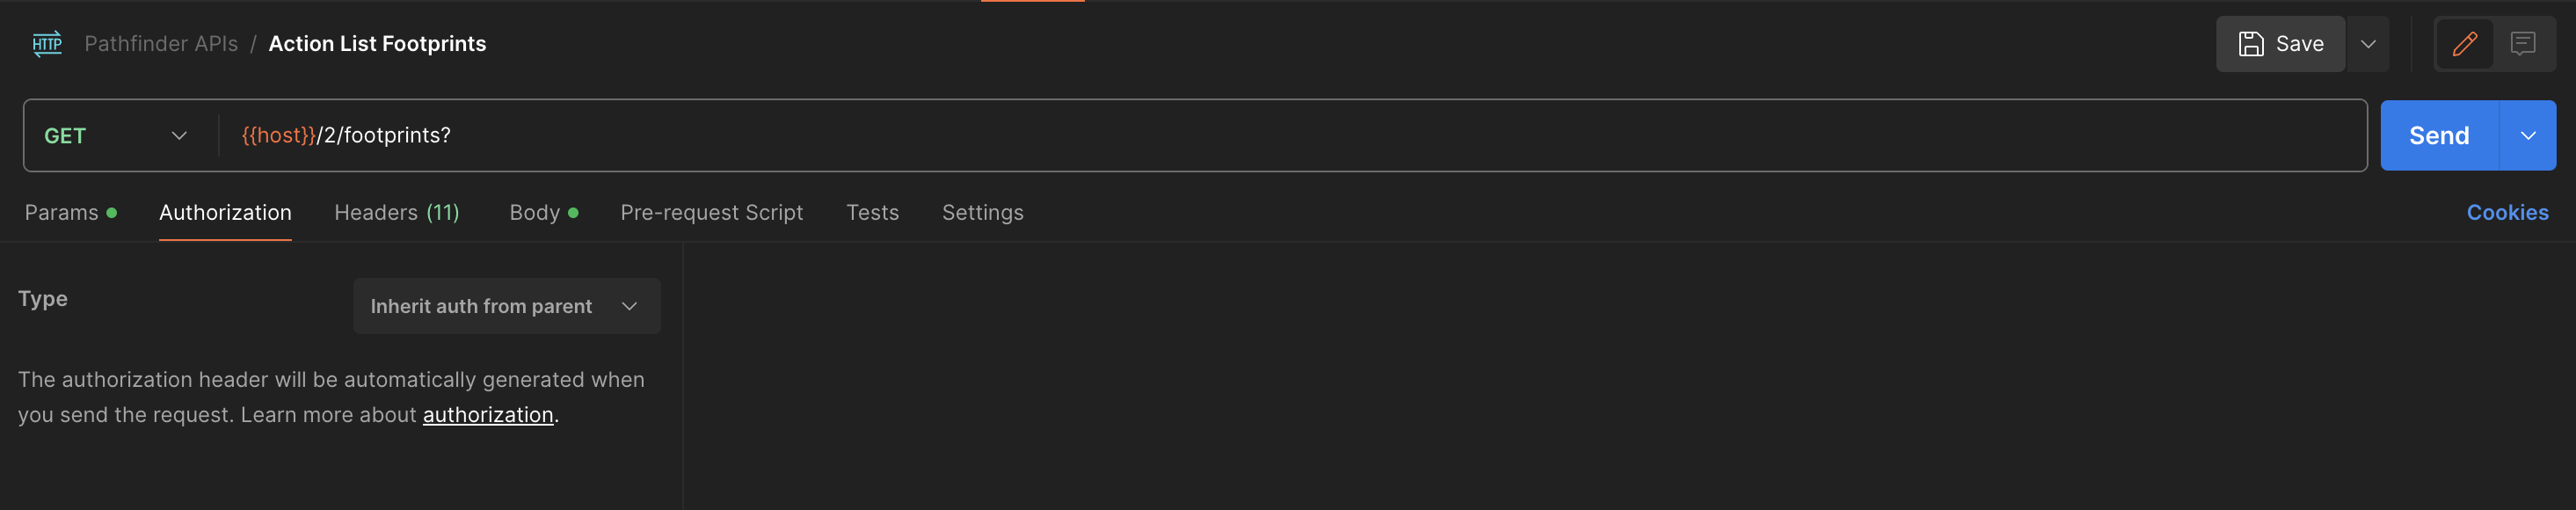 HTTP Pathfinder APIs / Action List Footprints Save
GET {{host}}/2/footprints? Send
Params Authorization Headers (11) Body Pre-request Script Tests Settings Cookies
Type Inherit auth from parent
The authorization header will be automatically generated when
you send the request. Learn more about authorization.